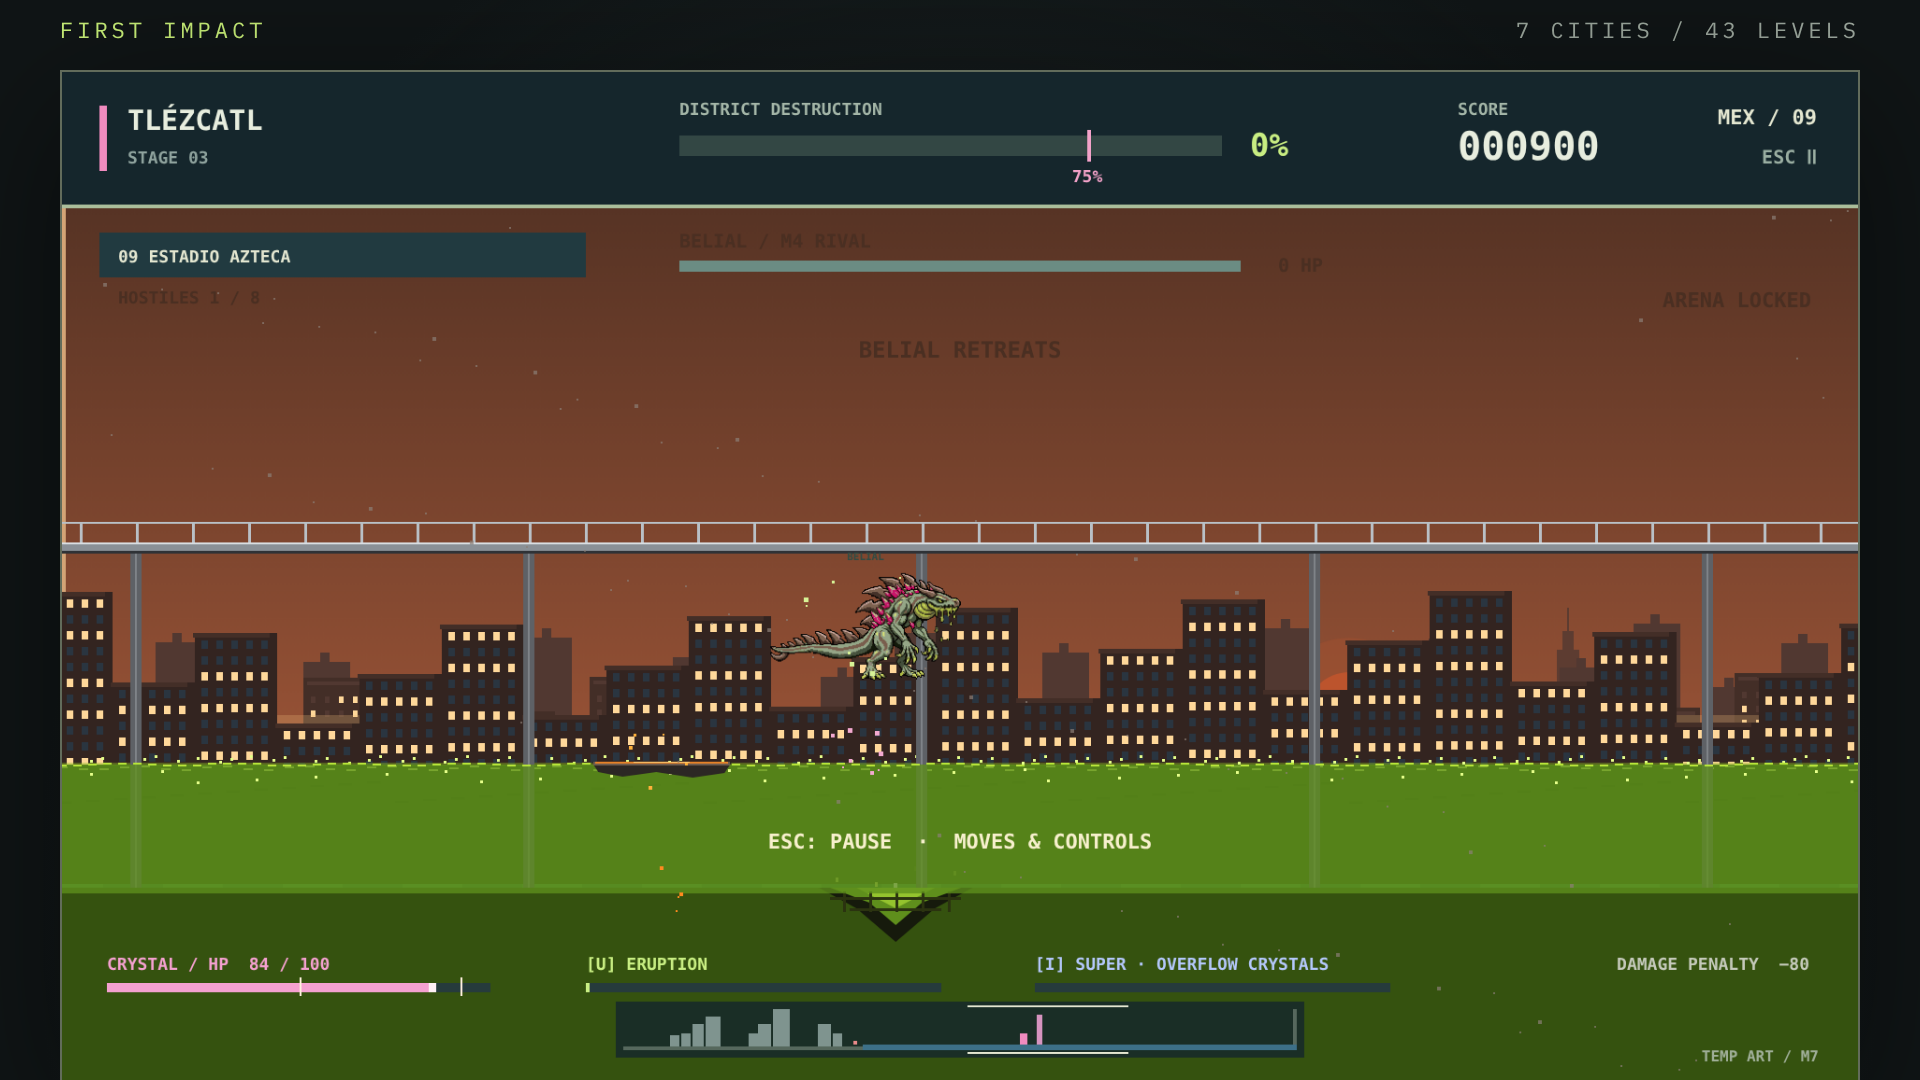 FIRST IMPACT
7 CITIES / 43 LEVELS
TLÉZCATL
STAGE 03
DISTRICT DESTRUCTION
0%
75%
SCORE
000900
MEX / 09
ESC II
09 ESTADIO AZTECA
HOSTILES 1 / 8
BELIAL / M4 RIVAL
0 HP
ARENA LOCKED
BELIAL RETREATS
BELIAL
ESC: PAUSE · MOVES & CONTROLS
CRYSTAL / HP 84 / 100
[U] ERUPTION
[I] SUPER · OVERFLOW CRYSTALS
DAMAGE PENALTY −80
TEMP ART / M7